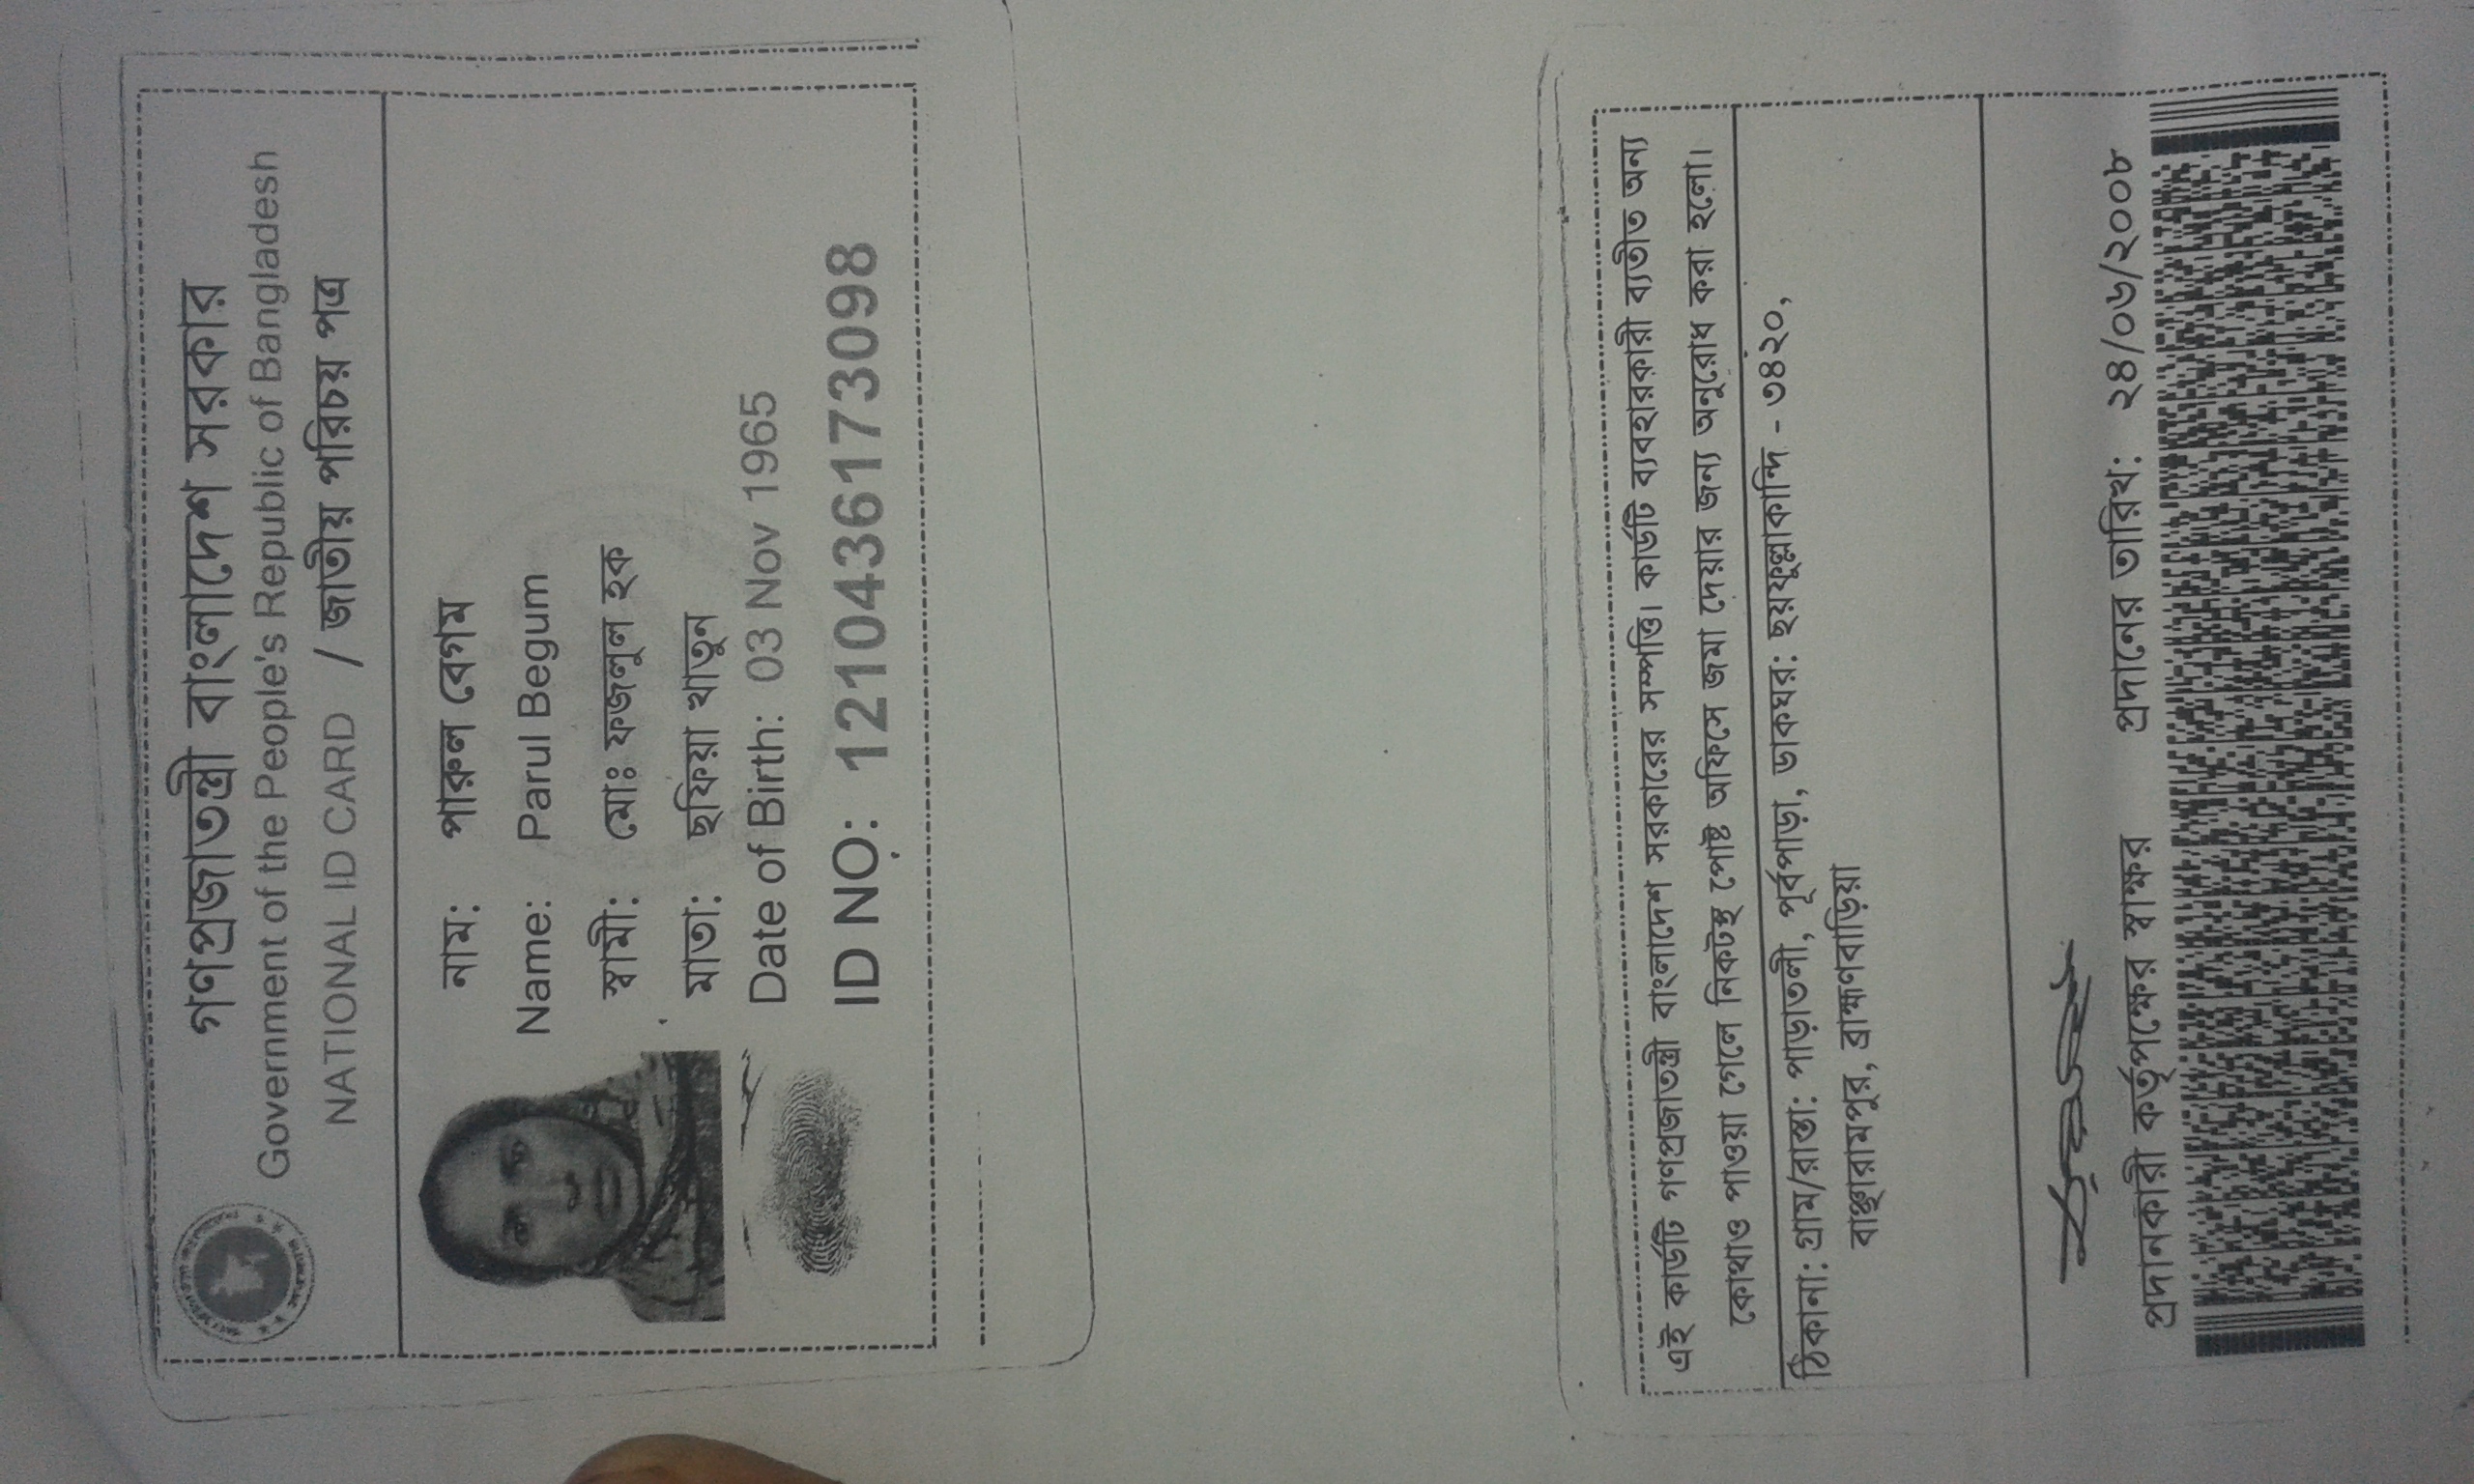 গণপ্রজাতন্ত্রী বাংলাদেশ সরকার
Government of the People's Republic of Bangladesh
NATIONAL ID CARD / জাতীয় পরিচয় পত্র
নাম: পারুল বেগম
Name: Parul Begum
স্বামী: মোঃ ফজলুল হক
মাতা: ছফিয়া খাতুন
Date of Birth: 03 Nov 1965
ID NO: 1210436173098
এই কার্ডটি গণপ্রজাতন্ত্রী বাংলাদেশ সরকারের সম্পত্তি। কার্ডটি ব্যবহারকারী ব্যতীত অন্য
কোথাও পাওয়া গেলে নিকটস্থ পোস্ট অফিসে জমা দেয়ার জন্য অনুরোধ করা হলো।
ঠিকানা: গ্রাম/রাস্তা: পাড়াতলী, পূর্বপাড়া, ডাকঘর: ছয়ফুল্লাকান্দি - ৩৪২০,
বাঞ্ছারামপুর, ব্রাহ্মণবাড়িয়া
প্রদানকারী কর্তৃপক্ষের স্বাক্ষর প্রদানের তারিখ: ২৪/০৬/২০০৮